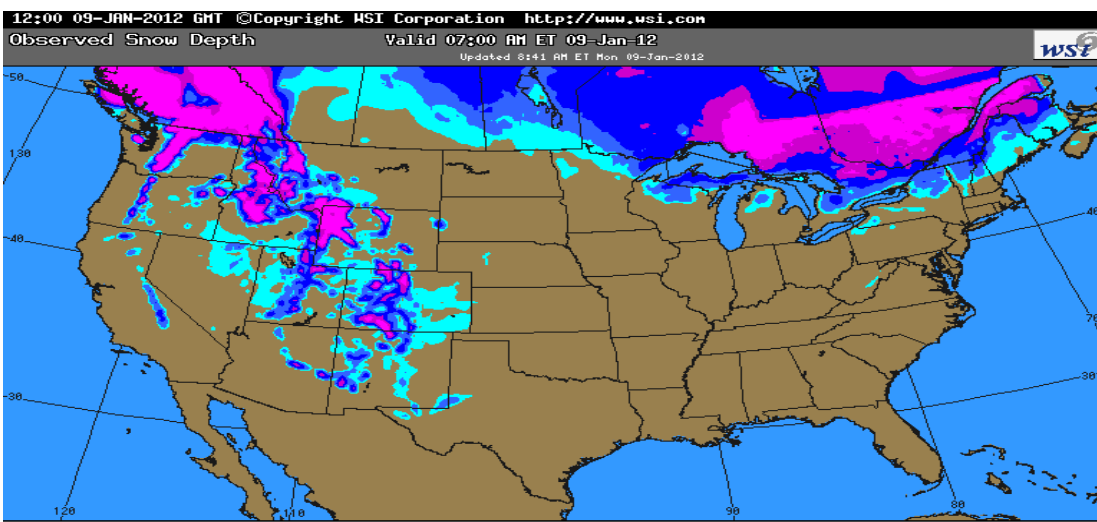 12:00 09-JAN-2012 GMT ©Copyright WSI Corporation http://www.wsi.com
Observed Snow Depth Valid 07:00 AM ET 09-Jan-12
Updated 8:41 AM ET Mon 09-Jan-2012
wsi
50
130
40
40
70
30
30
120
110
90
80